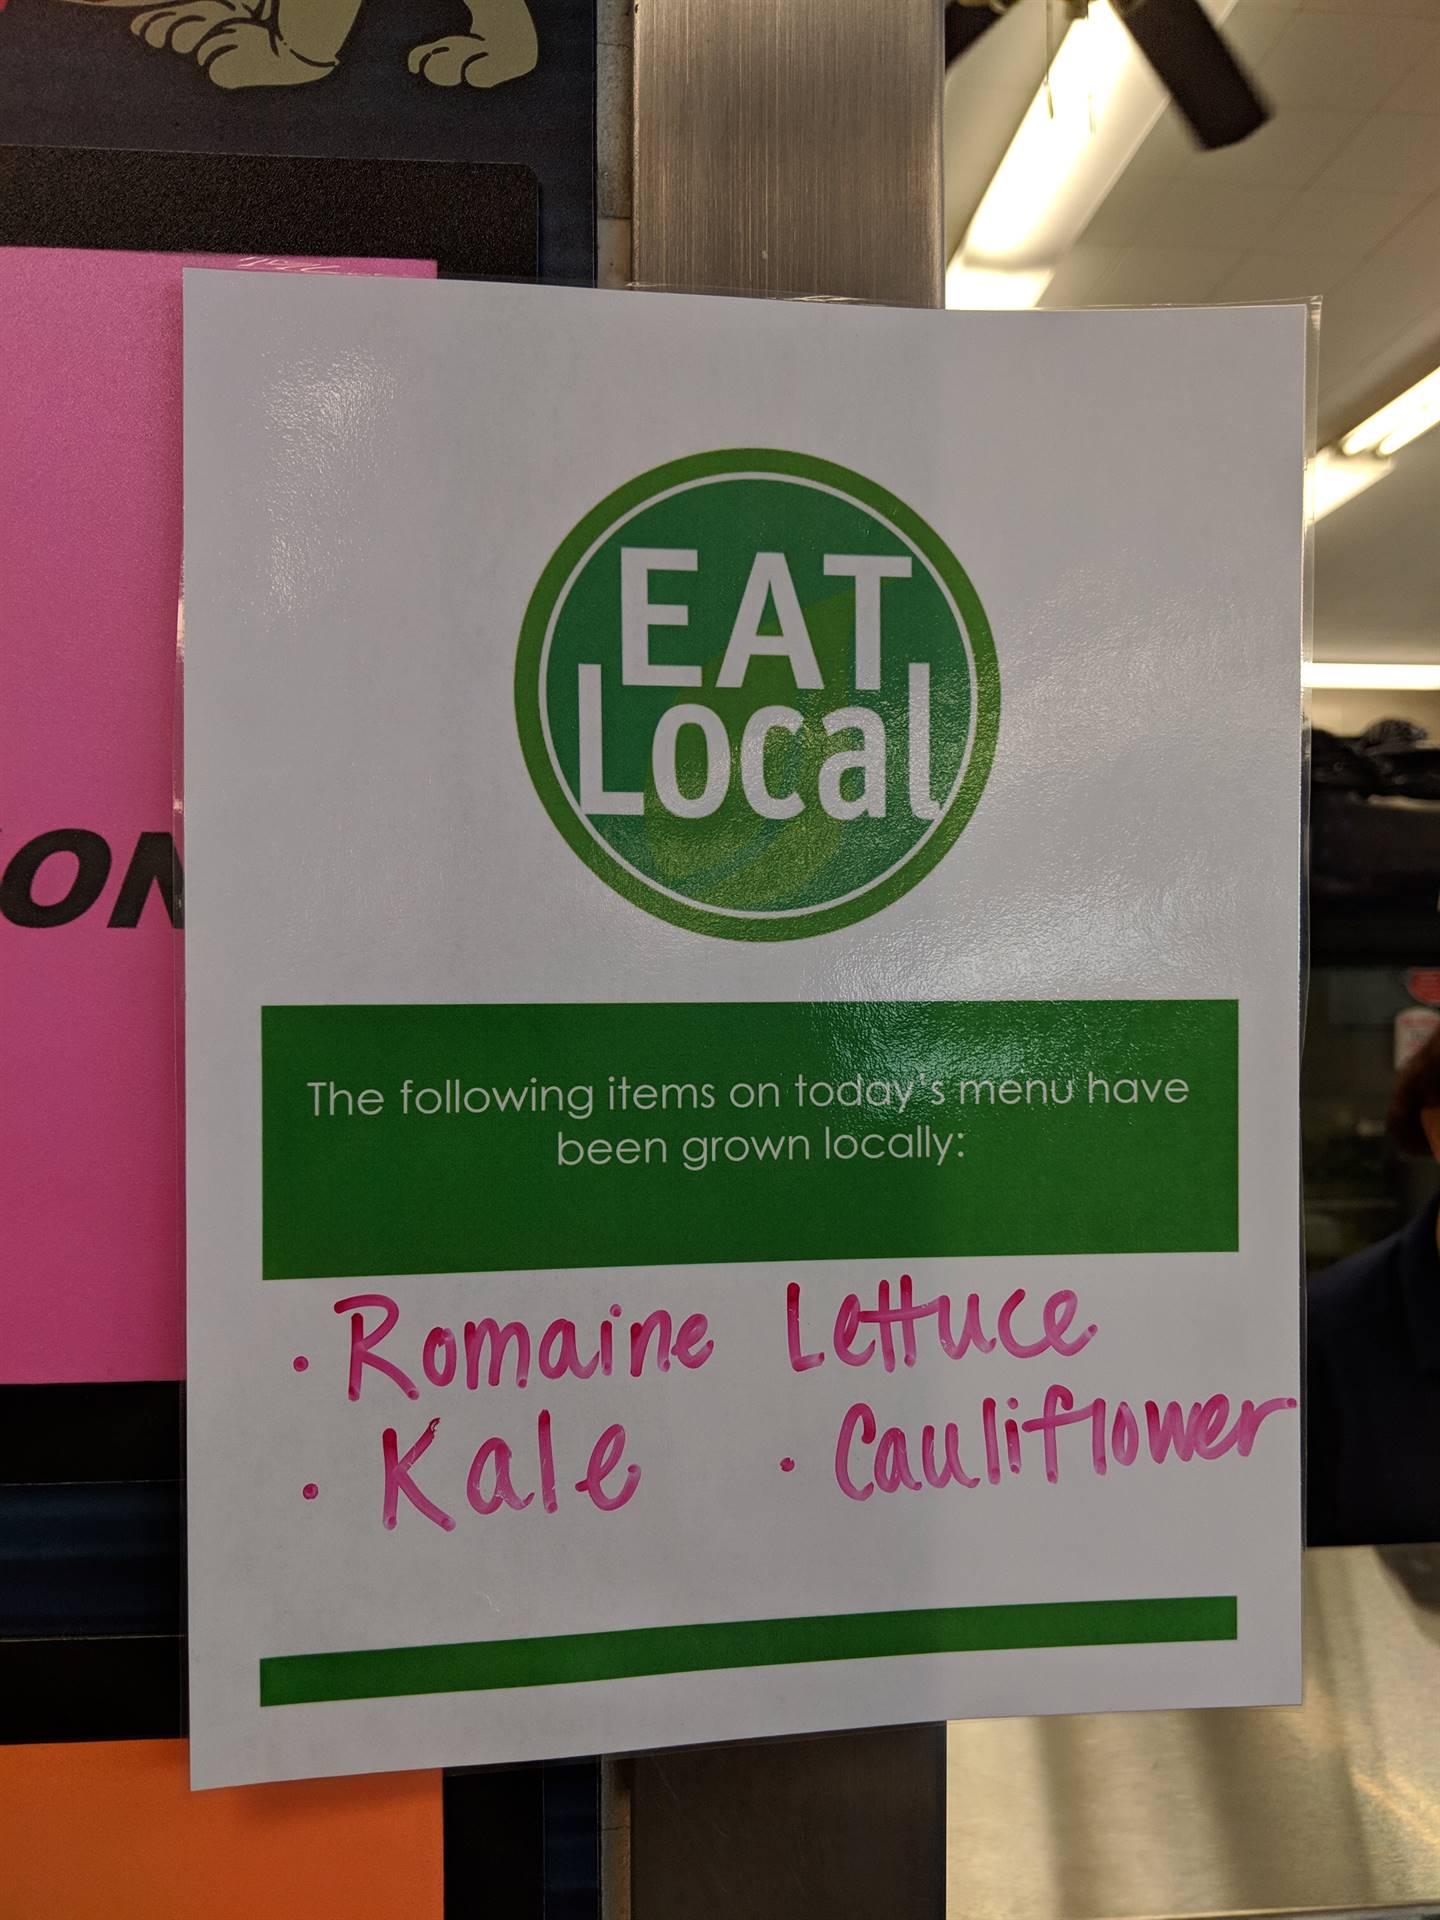 EAT
Local
The following items on today's menu have
been grown locally:
· Romaine Lettuce
· Kale · Cauliflower